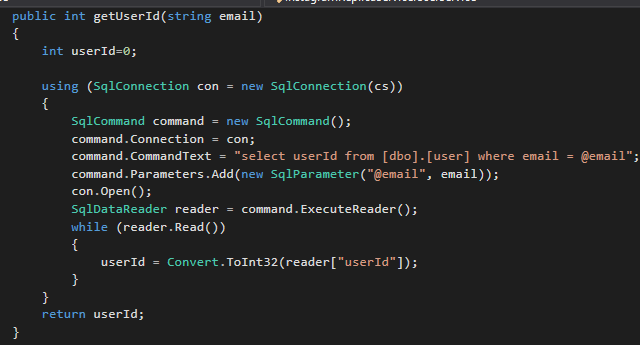 public int getUserId(string email)
{
    int userId=0;

    using (SqlConnection con = new SqlConnection(cs))
    {
        SqlCommand command = new SqlCommand();
        command.Connection = con;
        command.CommandText = "select userId from [dbo].[user] where email = @email";
        command.Parameters.Add(new SqlParameter("@email", email));
        con.Open();
        SqlDataReader reader = command.ExecuteReader();
        while (reader.Read())
        {
            userId = Convert.ToInt32(reader["userId"]);
        }
    }
    return userId;
}